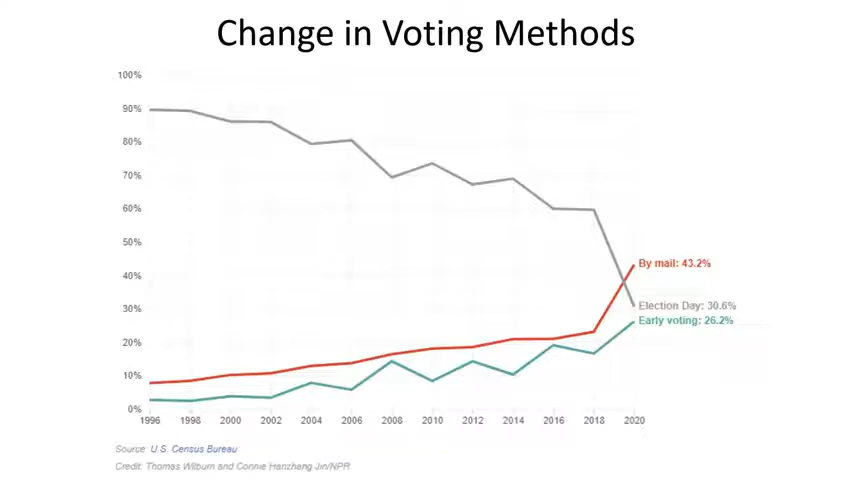 Change in Voting Methods
100%
90%
80%
70%
60%
50%
40%
30%
20%
10%
0%
By mail: 43.2%
Election Day: 30.6%
Early voting: 26.2%
1996 1998 2000 2002 2004 2006 2008 2010 2012 2014 2016 2018 2020
Source: U.S. Census Bureau
Credit: Thomas Wilburn and Connie Hanzhang Jin/NPR